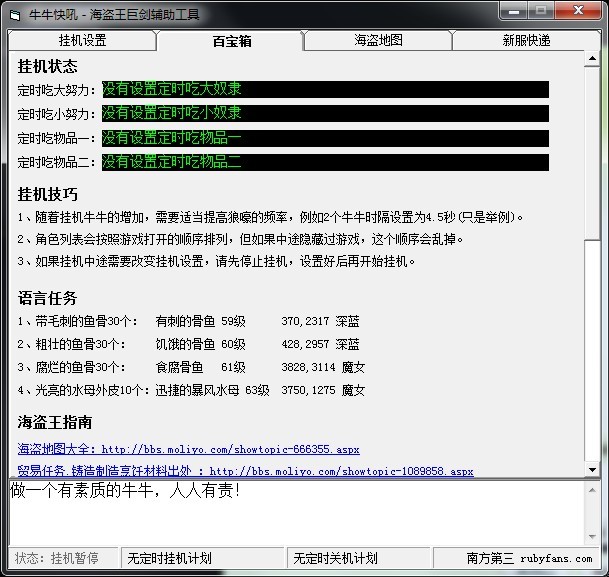 牛牛快吼 - 海盗王巨剑辅助工具
挂机设置 百宝箱 海盗地图 新服快递
挂机状态
定时吃大努力: 没有设置定时吃大奴隶
定时吃小努力: 没有设置定时吃小奴隶
定时吃物品一: 没有设置定时吃物品一
定时吃物品二: 没有设置定时吃物品二
挂机技巧
1、随着挂机牛牛的增加，需要适当提高狼嚎的频率，例如2个牛牛时隔设置为4.5秒(只是举例)。
2、角色列表会按照游戏打开的顺序排列，但如果中途隐藏过游戏，这个顺序会乱掉。
3、如果挂机中途需要改变挂机设置，请先停止挂机，设置好后再开始挂机。
语言任务
1、带毛刺的鱼骨30个: 有刺的骨鱼 59级 370,2317 深蓝
2、粗壮的鱼骨30个: 饥饿的骨鱼 60级 428,2957 深蓝
3、腐烂的鱼骨30个: 食腐骨鱼 61级 3828,3114 魔女
4、光亮的水母外皮10个: 迅捷的暴风水母 63级 3750,1275 魔女
海盗王指南
海盗地图大全: http://bbs.moliyo.com/showtopic-666355.aspx
贸易任务,铸造制造烹饪材料出处 : http://bbs.moliyo.com/showtopic-1089858.aspx
做一个有素质的牛牛，人人有责!
状态: 挂机暂停 无定时挂机计划 无定时关机计划 南方第三 rubyfans.com